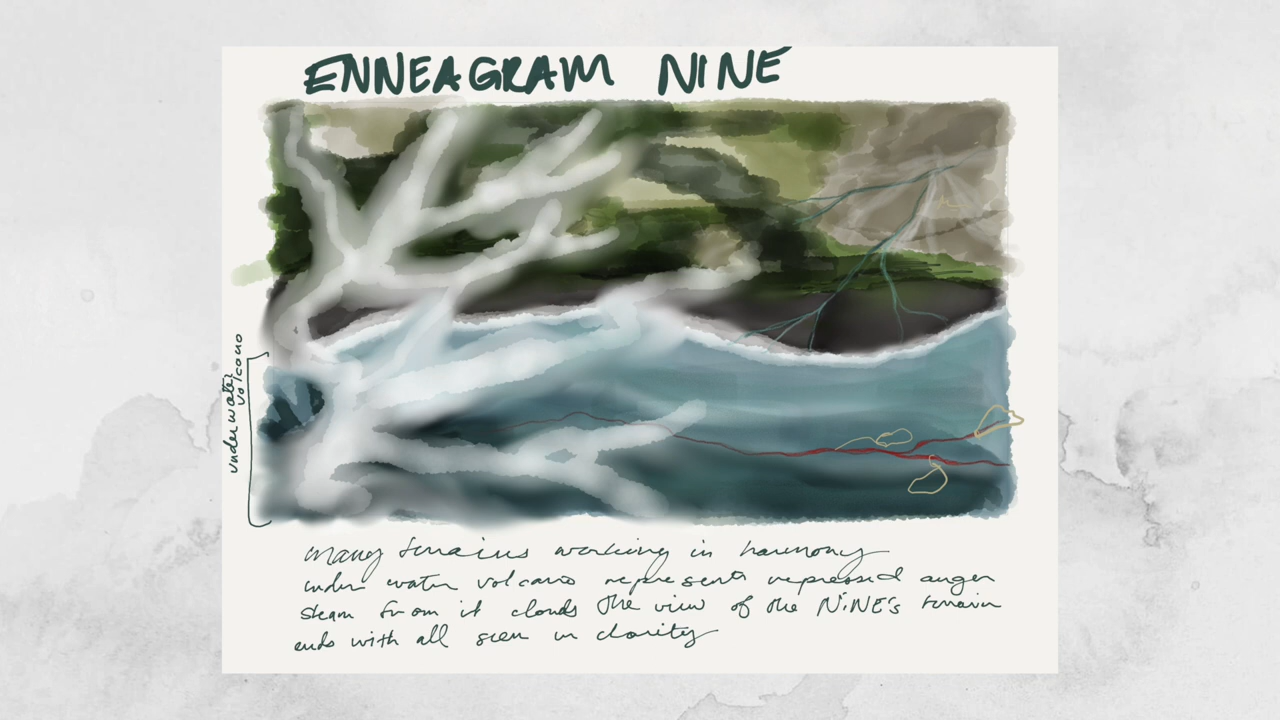 ENNEAGRAM NINE
underwater
volcano
many terrains working in harmony
under water volcano represents repressed anger
steam from it clouds the view of the NiNE's terrain
ends with all seen in clarity